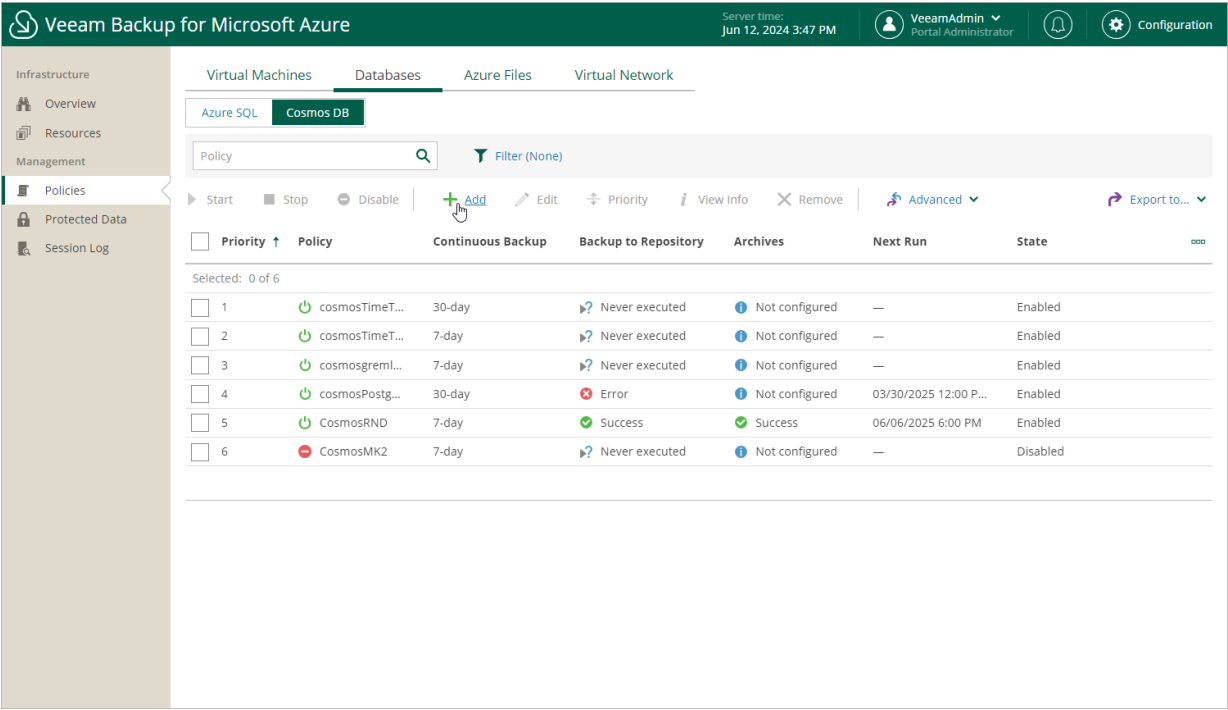 Veeam Backup for Microsoft Azure
Server time:
Jun 12, 2024 3:47 PM
VeeamAdmin
Portal Administrator
Configuration
Infrastructure
Overview
Resources
Management
Policies
Protected Data
Session Log
Virtual Machines Databases Azure Files Virtual Network
Azure SQL Cosmos DB
Policy Filter (None)
Start Stop Disable Add Edit Priority View Info Remove Advanced Export to...
Priority Policy Continuous Backup Backup to Repository Archives Next Run State
Selected: 0 of 6
1 cosmosTimeT... 30-day Never executed Not configured — Enabled
2 cosmosTimeT... 7-day Never executed Not configured — Enabled
3 cosmosgreml... 7-day Never executed Not configured — Enabled
4 cosmosPostg... 30-day Error Not configured 03/30/2025 12:00 P... Enabled
5 CosmosRND 7-day Success Success 06/06/2025 6:00 PM Enabled
6 CosmosMK2 7-day Never executed Not configured — Disabled